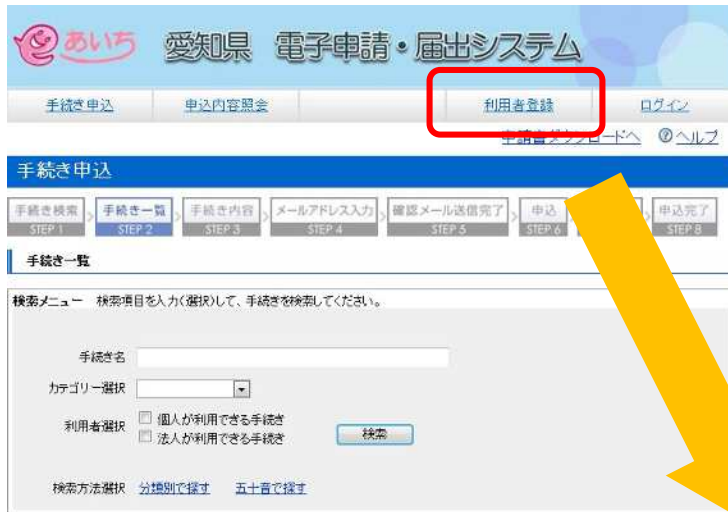 あいち 愛知県 電子申請・届出システム
手続き申込 申込内容照会 利用者登録 ログイン
申請書ダウンロードへ ヘルプ
手続き申込
手続き検索 手続き一覧 手続き内容 メールアドレス入力 確認メール送信完了 申込 申込完了
STEP 1 STEP 2 STEP 3 STEP 4 STEP 5 STEP 6 STEP 8
手続き一覧
検索メニュー 検索項目を入力(選択)して、手続きを検索してください。
手続き名
カテゴリー選択
利用者選択 個人が利用できる手続き
法人が利用できる手続き
検索
検索方法選択 分類別で探す 五十音で探す